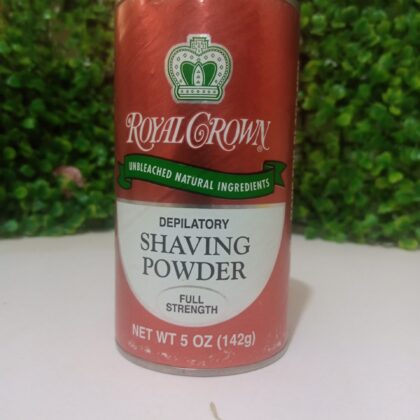 ROYAL CROWN
UNBLEACHED NATURAL INGREDIENTS
DEPILATORY
SHAVING
POWDER
FULL
STRENGTH
NET WT 5 OZ (142g)